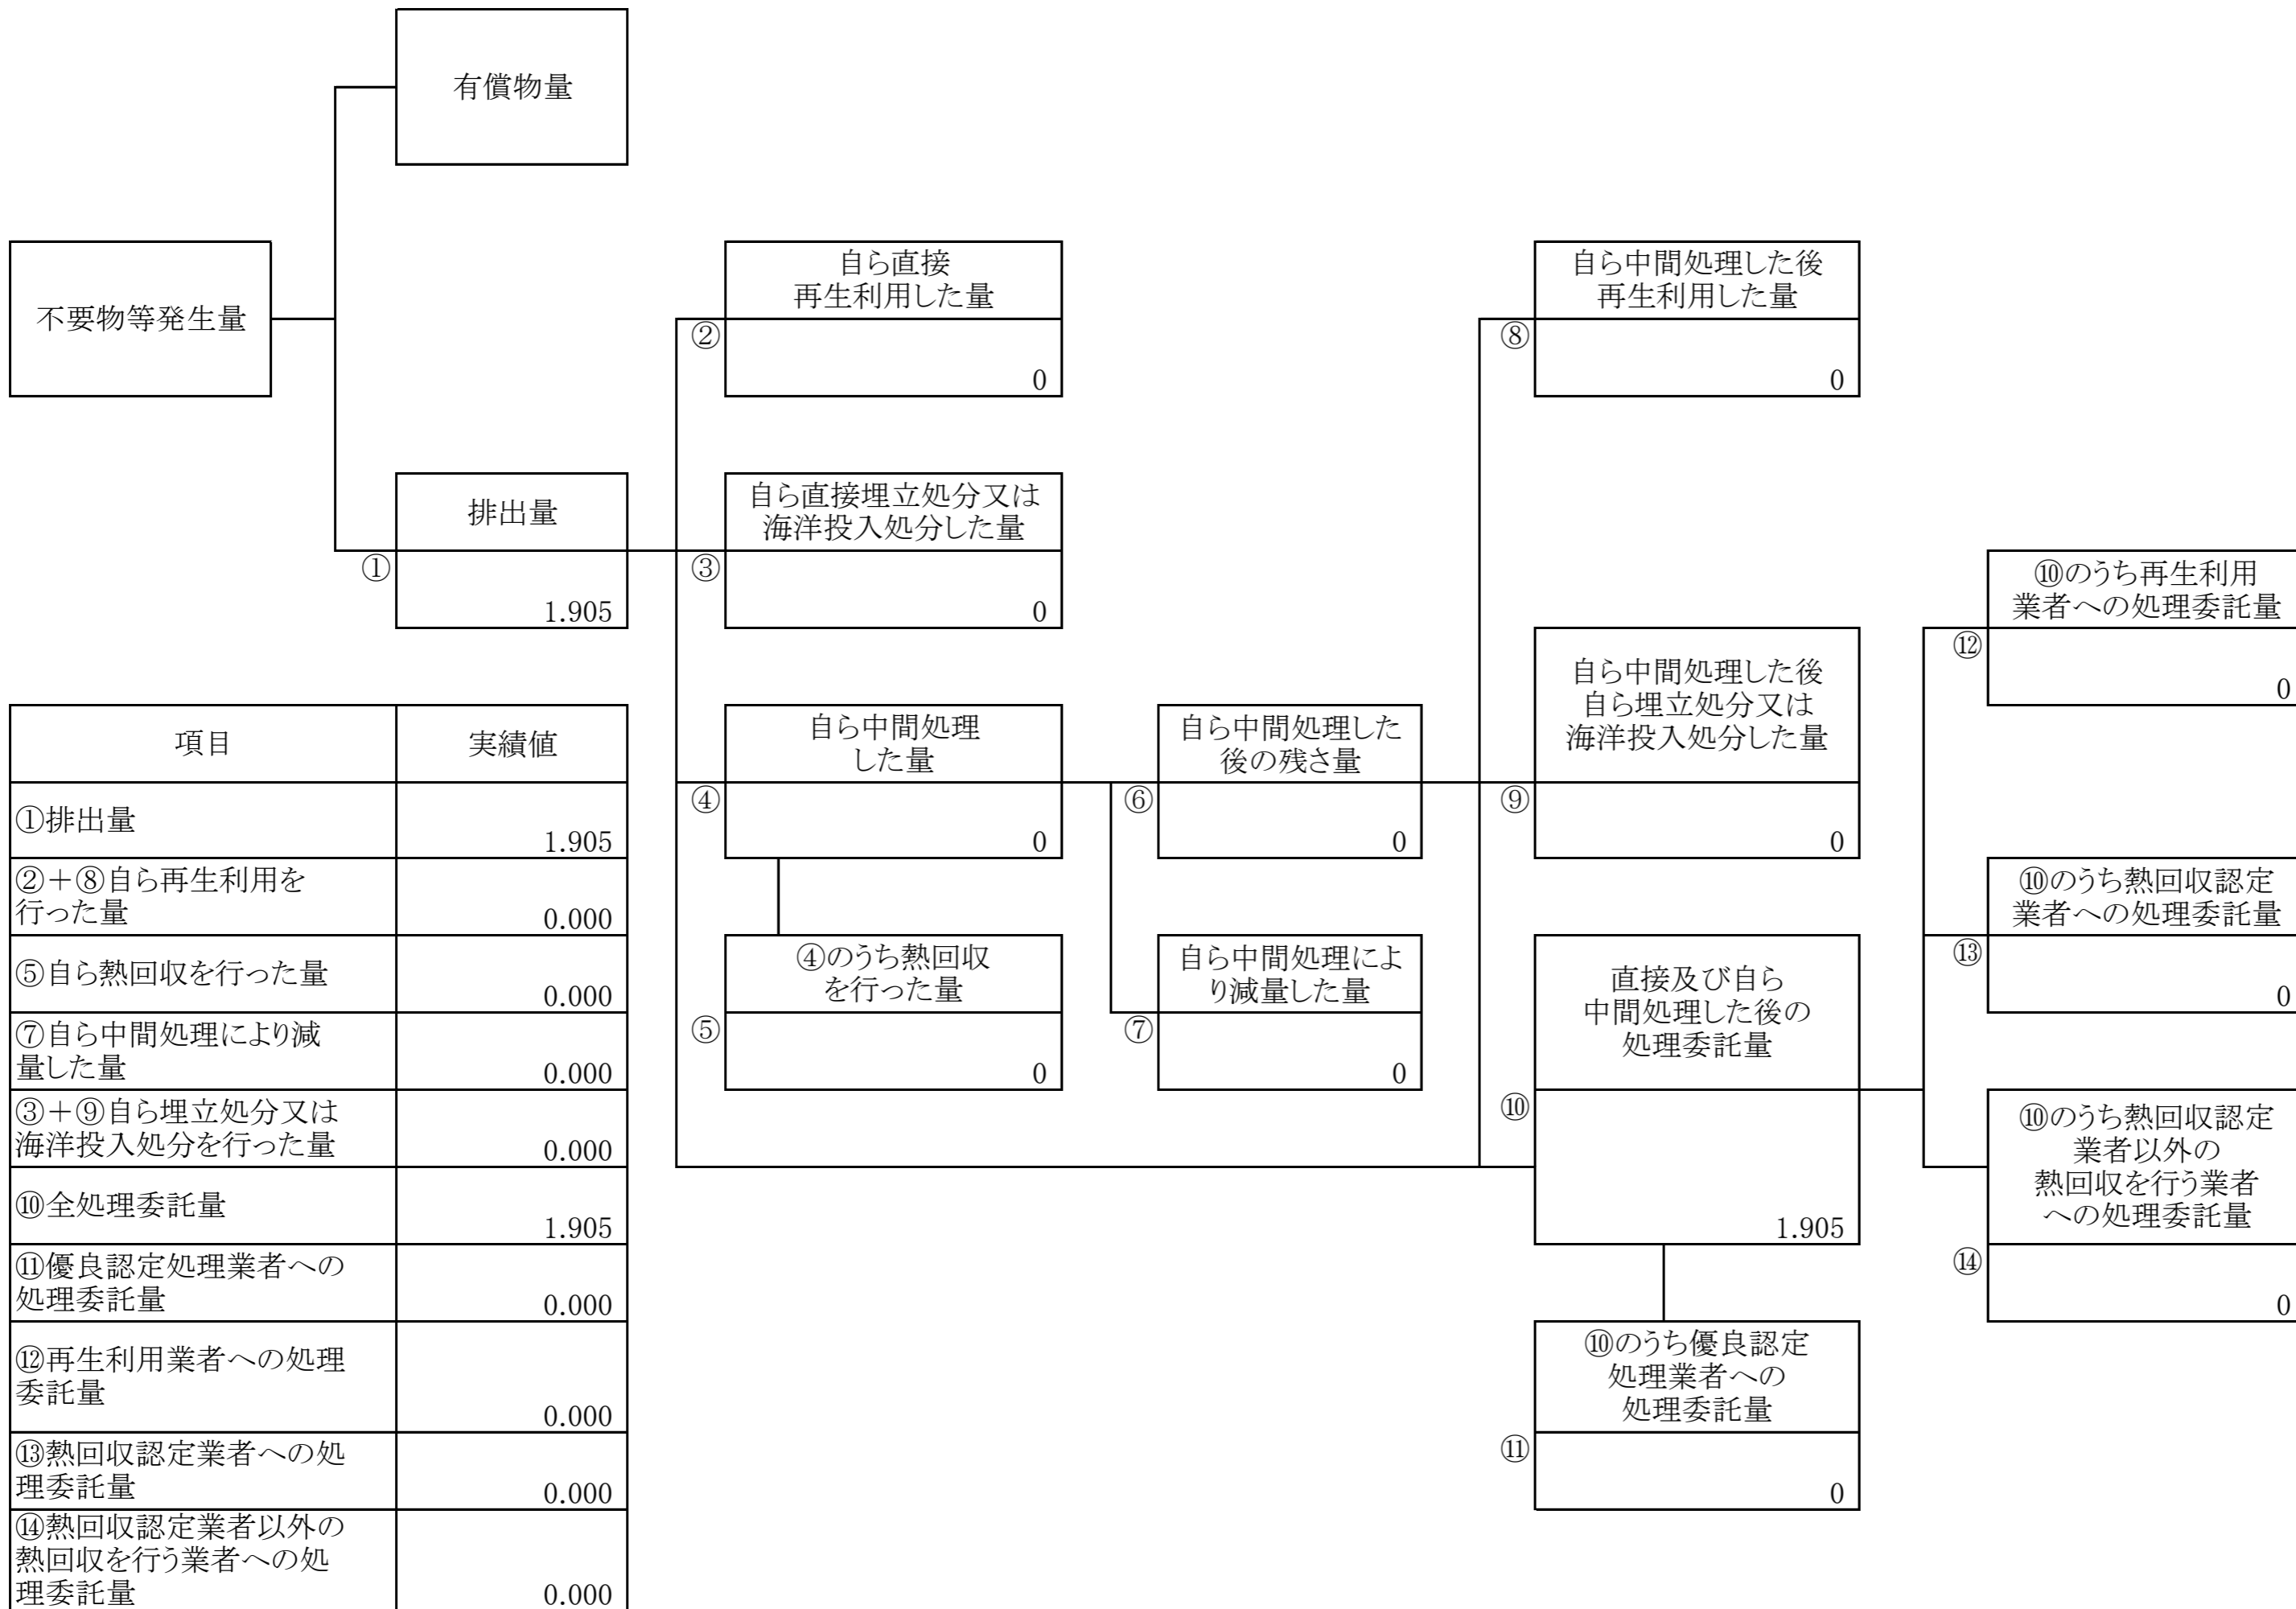 有償物量
不要物等発生量
自ら直接
再生利用した量
②
0
自ら中間処理した後
再生利用した量
⑧
0
排出量
①
1.905
自ら直接埋立処分又は
海洋投入処分した量
③
0
⑩のうち再生利用
業者への処理委託量
⑫
0
自ら中間処理した後
自ら埋立処分又は
海洋投入処分した量
⑨
0
自ら中間処理
した量
④
0
自ら中間処理した
後の残さ量
⑥
0
④のうち熱回収
を行った量
⑤
0
自ら中間処理によ
り減量した量
⑦
0
直接及び自ら
中間処理した後の
処理委託量
⑩
1.905
⑩のうち熱回収認定
業者への処理委託量
⑬
0
⑩のうち熱回収認定
業者以外の
熱回収を行う業者
への処理委託量
⑭
0
⑩のうち優良認定
処理業者への
処理委託量
⑪
0
項目 実績値
①排出量
1.905
②＋⑧自ら再生利用を
行った量
0.000
⑤自ら熱回収を行った量
0.000
⑦自ら中間処理により減
量した量
0.000
③＋⑨自ら埋立処分又は
海洋投入処分を行った量
0.000
⑩全処理委託量
1.905
⑪優良認定処理業者への
処理委託量
0.000
⑫再生利用業者への処理
委託量
0.000
⑬熱回収認定業者への処
理委託量
0.000
⑭熱回収認定業者以外の
熱回収を行う業者への処
理委託量
0.000